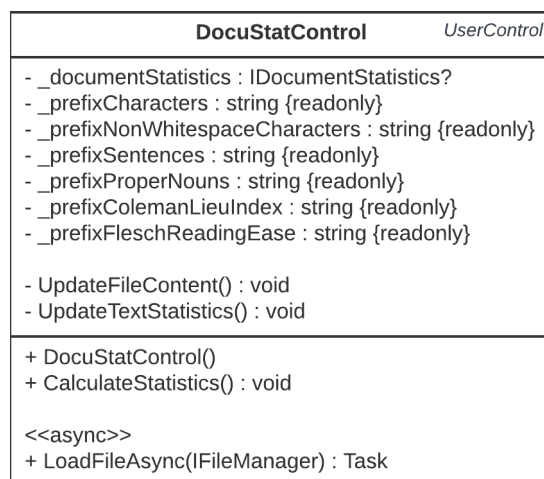 DocuStatControl UserControl
- _documentStatistics : IDocumentStatistics?
- _prefixCharacters : string {readonly}
- _prefixNonWhitespaceCharacters : string {readonly}
- _prefixSentences : string {readonly}
- _prefixProperNouns : string {readonly}
- _prefixColemanLieuIndex : string {readonly}
- _prefixFleschReadingEase : string {readonly}
- UpdateFileContent() : void
- UpdateTextStatistics() : void
+ DocuStatControl()
+ CalculateStatistics() : void
<<async>>
+ LoadFileAsync(IFileManager) : Task